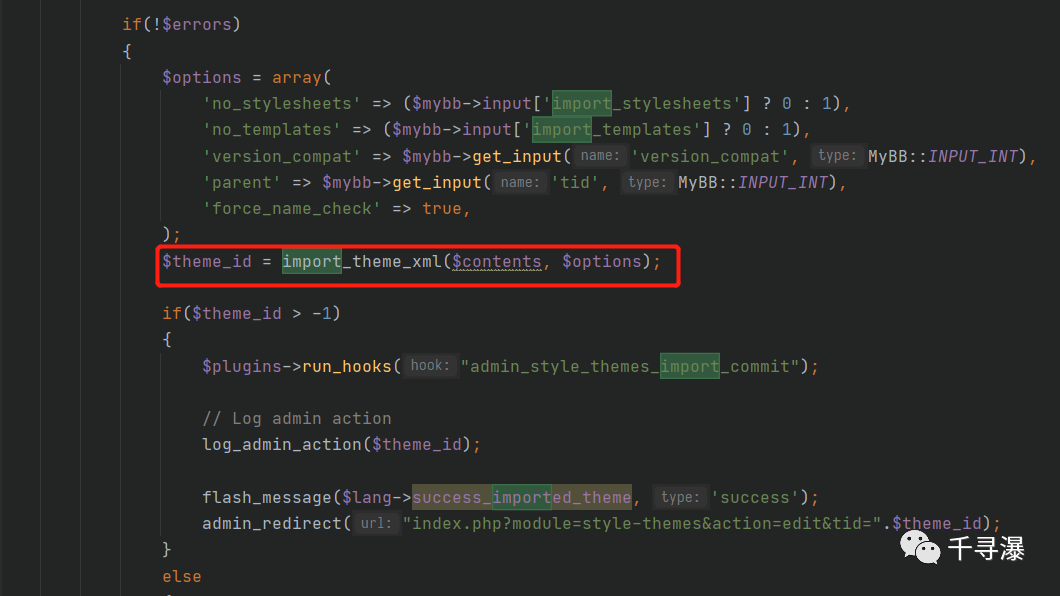 if(!$errors)
{
$options = array(
'no_stylesheets' => ($mybb->input['import_stylesheets'] ? 0 : 1),
'no_templates' => ($mybb->input['import_templates'] ? 0 : 1),
'version_compat' => $mybb->get_input( name: 'version_compat', type: MyBB::INPUT_INT),
'parent' => $mybb->get_input( name: 'tid', type: MyBB::INPUT_INT),
'force_name_check' => true,
);
$theme_id = import_theme_xml($contents, $options);
if($theme_id > -1)
{
$plugins->run_hooks( hook: "admin_style_themes_import_commit");
// Log admin action
log_admin_action($theme_id);
flash_message($lang->success_imported_theme, type: 'success');
admin_redirect( url: "index.php?module=style-themes&action=edit&tid=".$theme_id);
}
else
千寻瀑